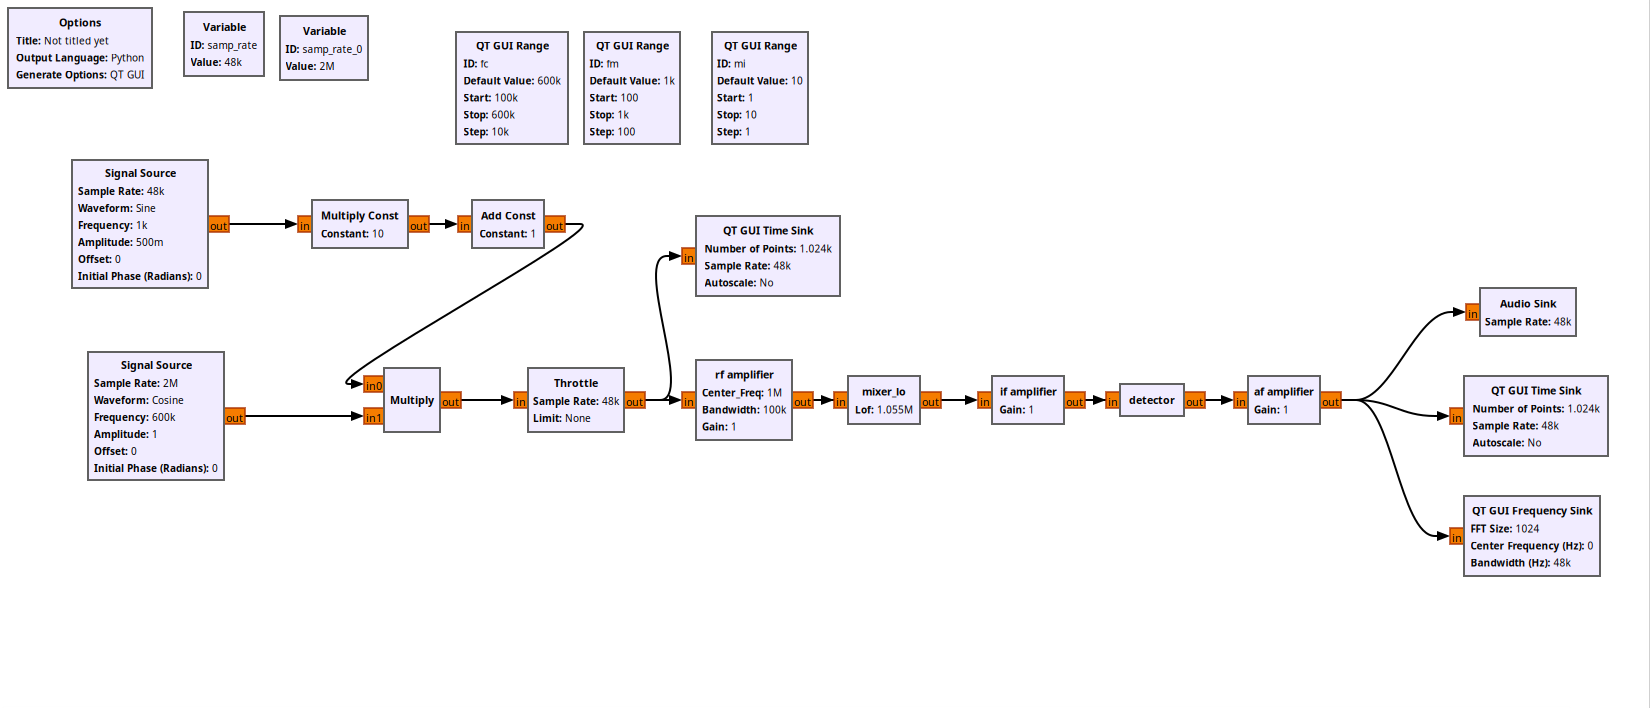 Options
Title: Not titled yet
Output Language: Python
Generate Options: QT GUI
Variable
ID: samp_rate
Value: 48k
Variable
ID: samp_rate_0
Value: 2M
QT GUI Range
ID: fc
Default Value: 600k
Start: 100k
Stop: 600k
Step: 10k
QT GUI Range
ID: fm
Default Value: 1k
Start: 100
Stop: 1k
Step: 100
QT GUI Range
ID: mi
Default Value: 10
Start: 1
Stop: 10
Step: 1
Signal Source
Sample Rate: 48k
Waveform: Sine
Frequency: 1k
Amplitude: 500m
Offset: 0
Initial Phase (Radians): 0
out
in
Multiply Const
Constant: 10
out
in
Add Const
Constant: 1
out
in
QT GUI Time Sink
Number of Points: 1.024k
Sample Rate: 48k
Autoscale: No
Signal Source
Sample Rate: 2M
Waveform: Cosine
Frequency: 600k
Amplitude: 1
Offset: 0
Initial Phase (Radians): 0
out
in0
in1
Multiply
out
in
Throttle
Sample Rate: 48k
Limit: None
out
in
rf amplifier
Center_Freq: 1M
Bandwidth: 100k
Gain: 1
out
in
mixer_lo
Lof: 1.055M
out
in
if amplifier
Gain: 1
out
in
detector
out
in
af amplifier
Gain: 1
out
in
Audio Sink
Sample Rate: 48k
in
QT GUI Time Sink
Number of Points: 1.024k
Sample Rate: 48k
Autoscale: No
in
QT GUI Frequency Sink
FFT Size: 1024
Center Frequency (Hz): 0
Bandwidth (Hz): 48k